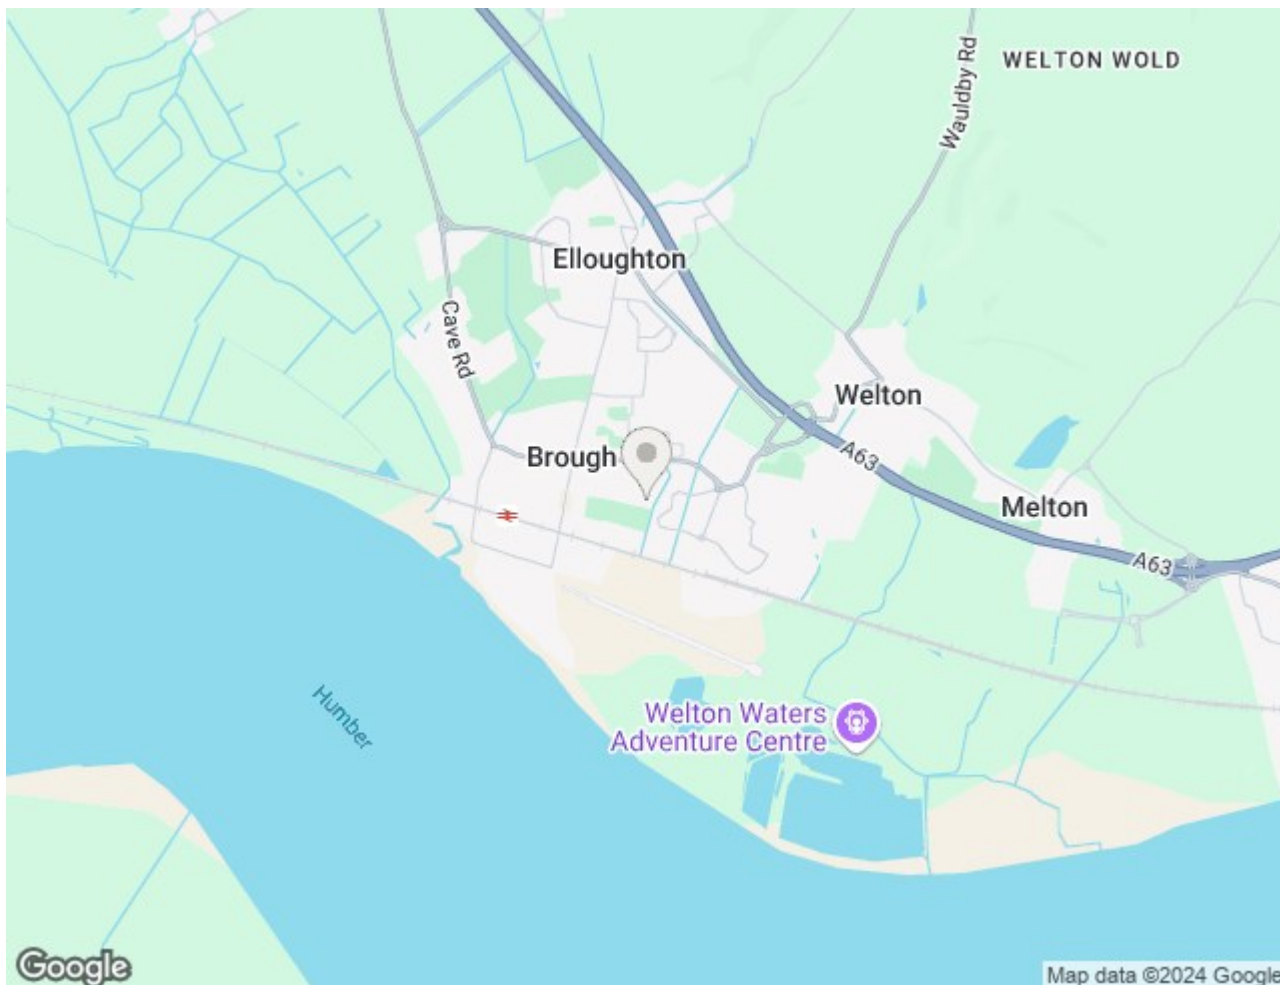 WELTON WOLD
Wauldby Rd
Elloughton
Cave Rd
Welton
Brough
A63
Melton
A63
Welton Waters
Adventure Centre
Humber
Google
Map data ©2024 Google